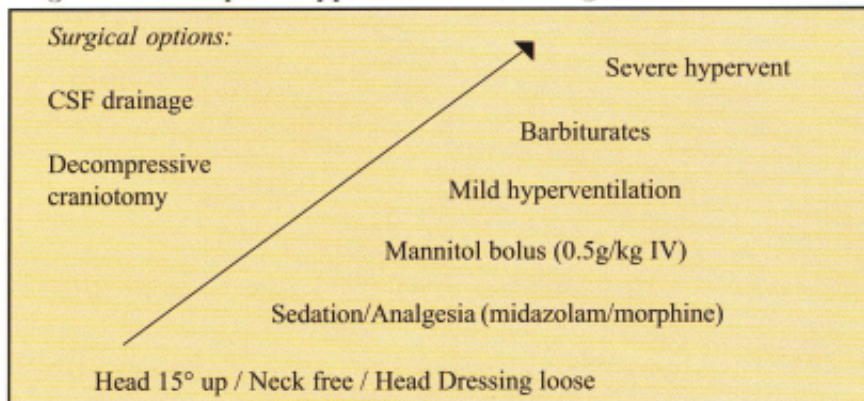 Surgical options:
CSF drainage
Decompressive
craniotomy
Severe hypervent
Barbiturates
Mild hyperventilation
Mannitol bolus (0.5g/kg IV)
Sedation/Analgesia (midazolam/morphine)
Head 15° up / Neck free / Head Dressing loose